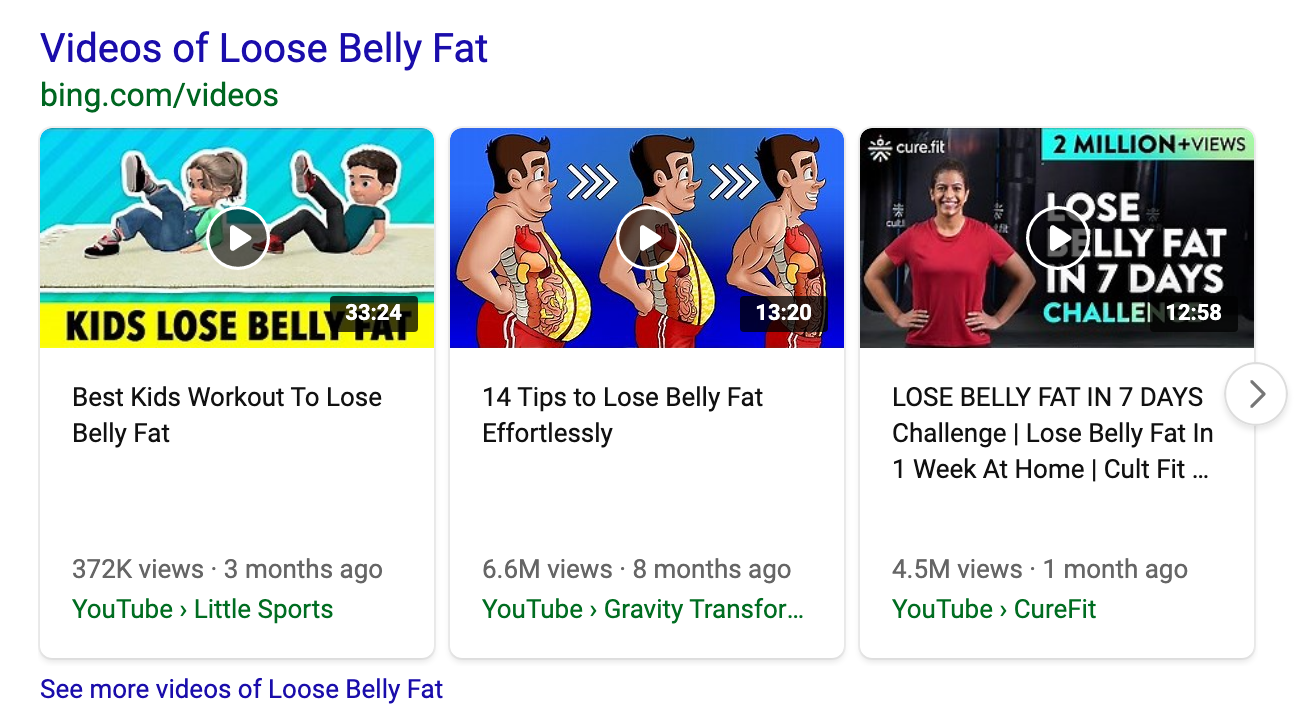 Videos of Loose Belly Fat
bing.com/videos
33:24
KIDS LOSE BELLY FAT
13:20
cure.fit
2 MILLION+VIEWS
cult
LOSE
BELLY FAT
IN 7 DAYS
12:58
Best Kids Workout To Lose
Belly Fat
372K views · 3 months ago
YouTube › Little Sports
14 Tips to Lose Belly Fat
Effortlessly
6.6M views · 8 months ago
YouTube › Gravity Transfor...
LOSE BELLY FAT IN 7 DAYS
Challenge | Lose Belly Fat In
1 Week At Home | Cult Fit ...
4.5M views · 1 month ago
YouTube › CureFit
See more videos of Loose Belly Fat